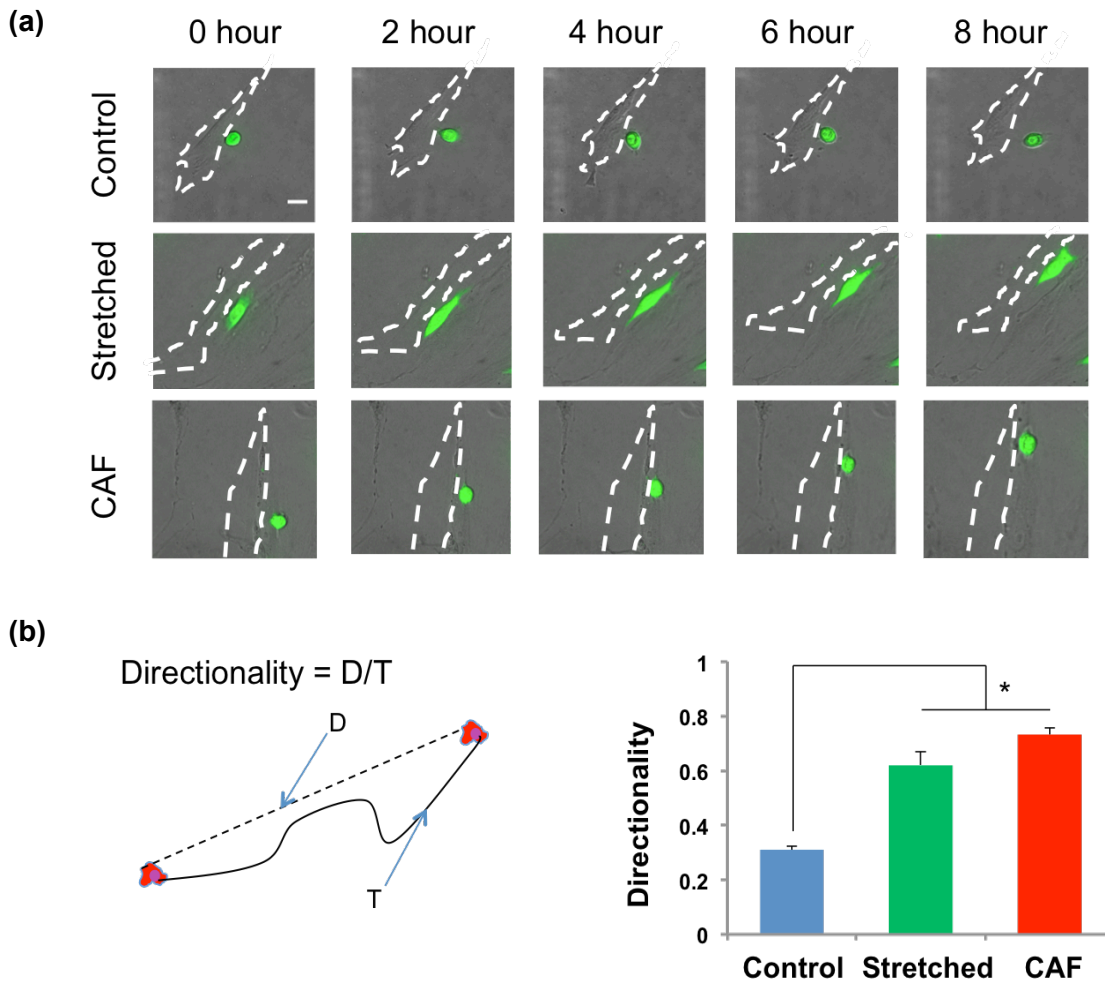 (a)
0 hour 2 hour 4 hour 6 hour 8 hour
Control
Stretched
CAF
(b)
Directionality = D/T
D
T
Directionality
1
0.8
0.6
0.4
0.2
0
*
Control Stretched CAF